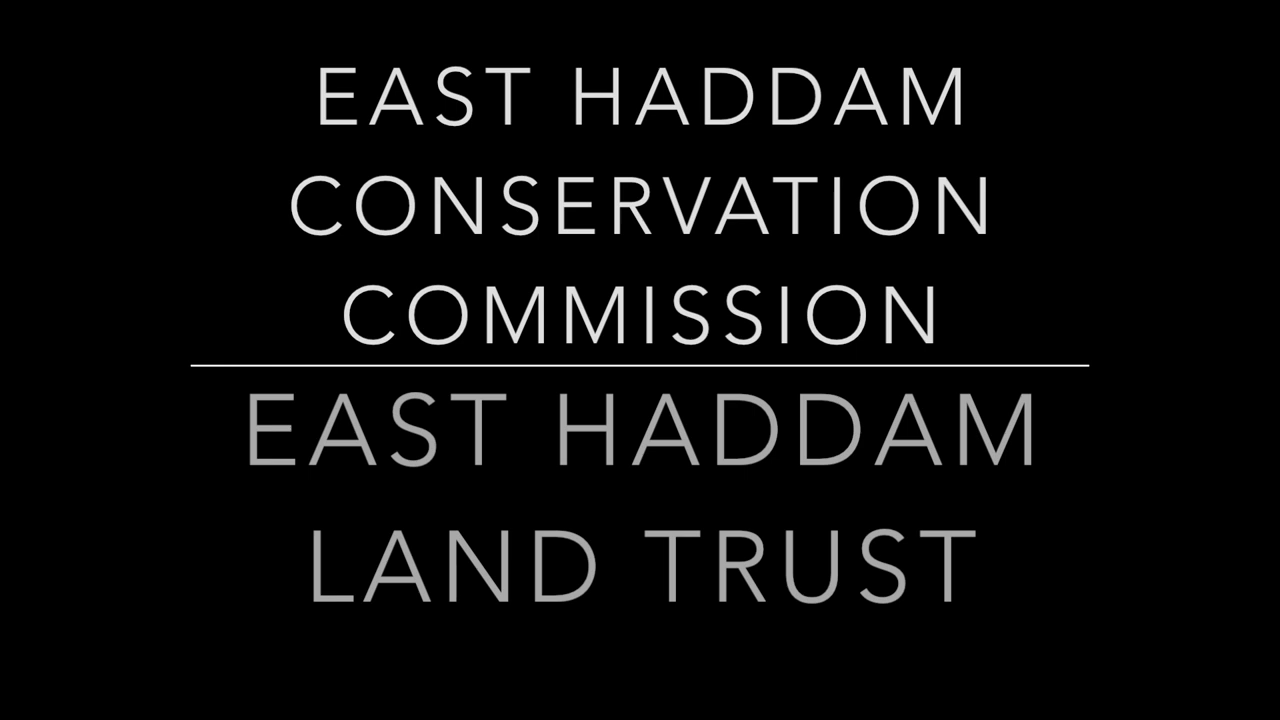 EAST HADDAM
CONSERVATION
COMMISSION
EAST HADDAM
LAND TRUST